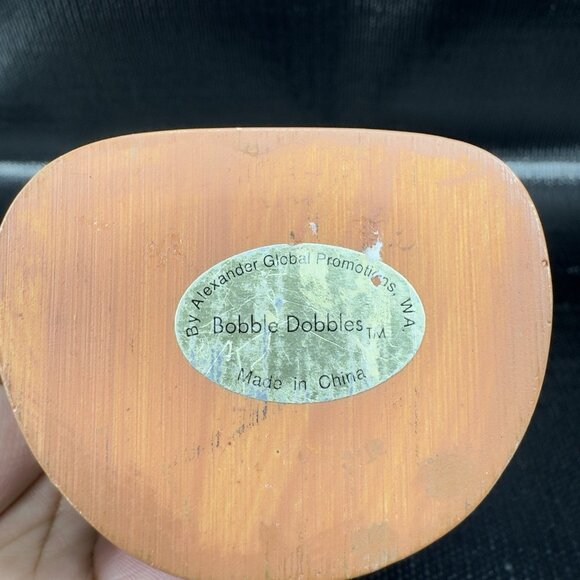 By Alexander Global Promotions, WA.
Bobble Dobbles TM
Made in China